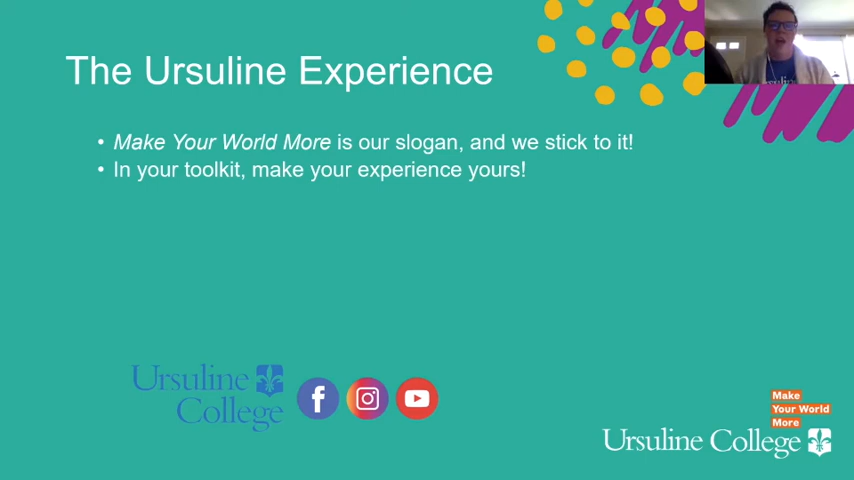 The Ursuline Experience
• Make Your World More is our slogan, and we stick to it!
• In your toolkit, make your experience yours!
Ursuline
College
Make
Your World
More
Ursuline College